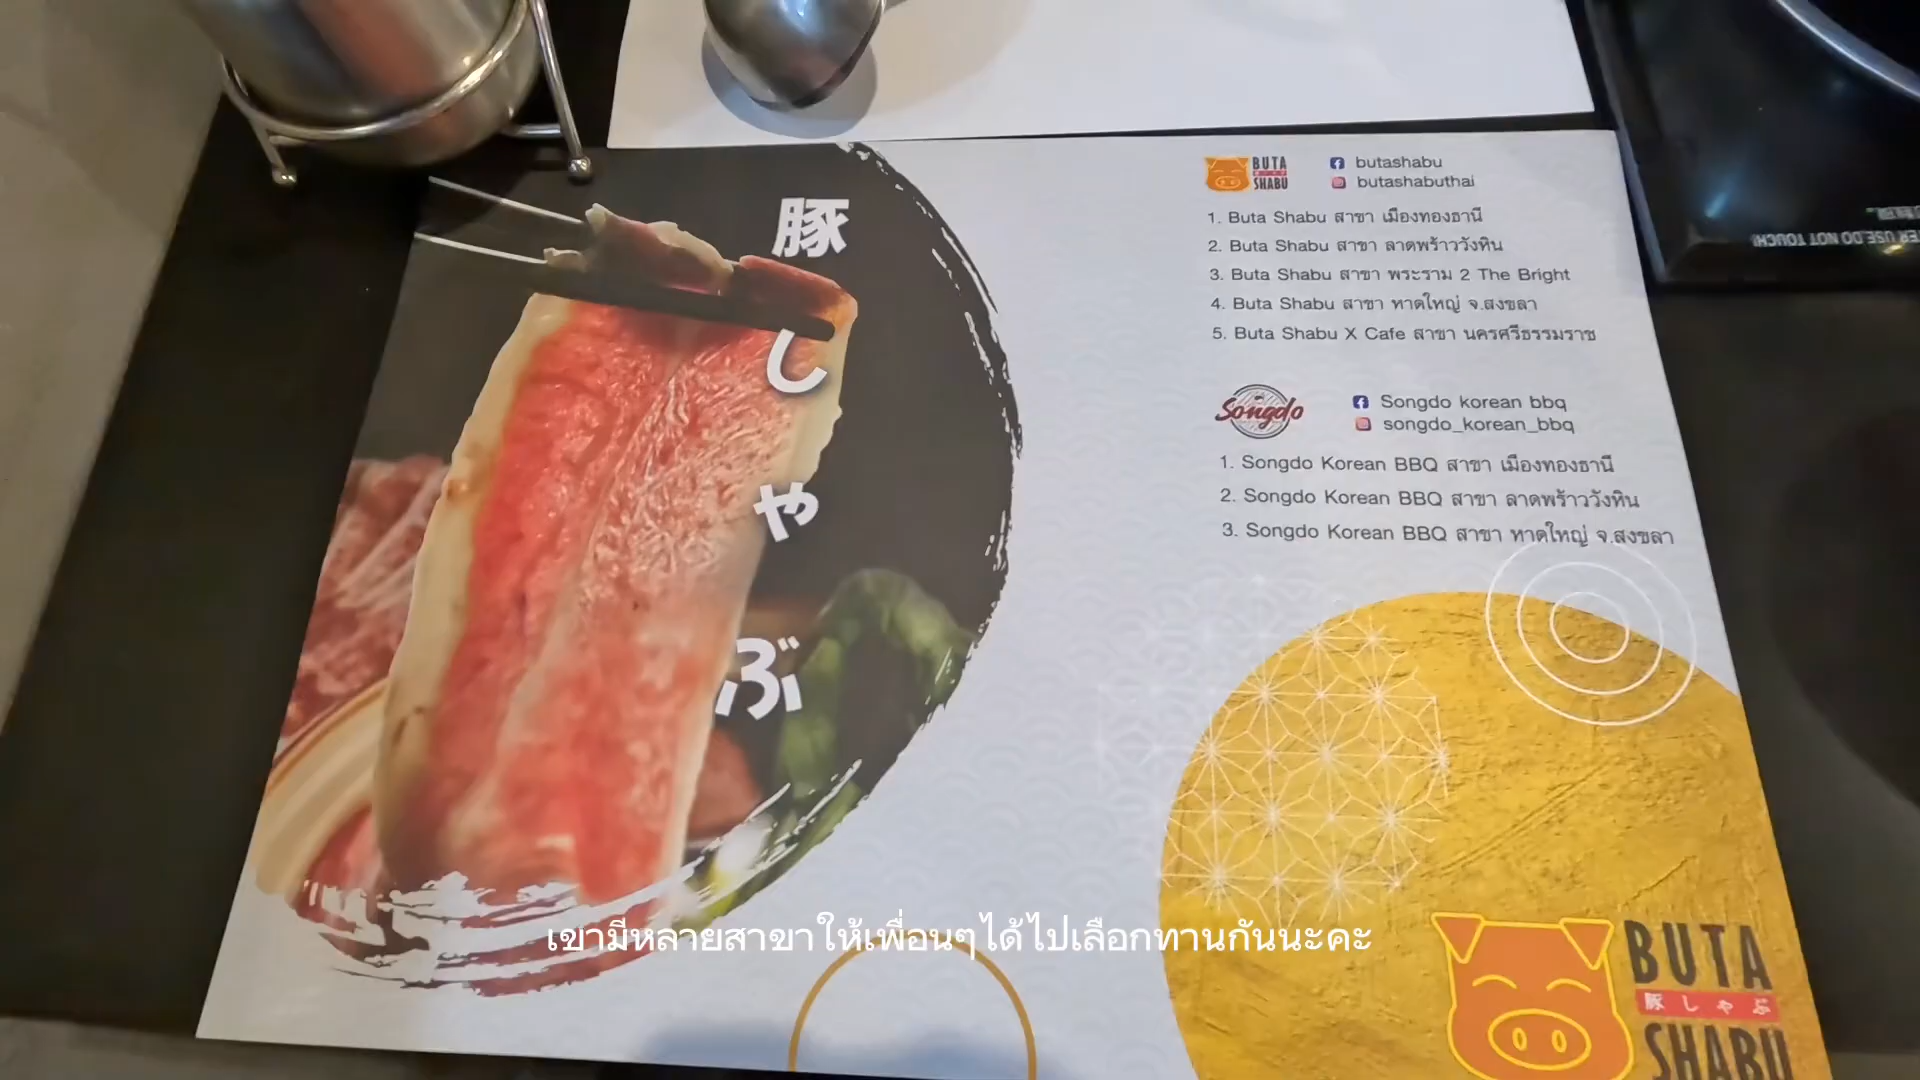 豚
し
ゃ
ぶ
BUTA
SHABU
butashabu
butashabuthai
1. Buta Shabu สาขา เมืองทองธานี
2. Buta Shabu สาขา ลาดพร้าววังหิน
3. Buta Shabu สาขา พระราม 2 The Bright
4. Buta Shabu สาขา หาดใหญ่ จ.สงขลา
5. Buta Shabu X Cafe สาขา นครศรีธรรมราช
Songdo
Songdo korean bbq
songdo_korean_bbq
1. Songdo Korean BBQ สาขา เมืองทองธานี
2. Songdo Korean BBQ สาขา ลาดพร้าววังหิน
3. Songdo Korean BBQ สาขา หาดใหญ่ จ.สงขลา
USE.DO NOT TOUCH!
BUTA
豚しゃぶ
SHABU
เขามีหลายสาขาให้เพื่อนๆได้ไปเลือกทานกันนะคะ